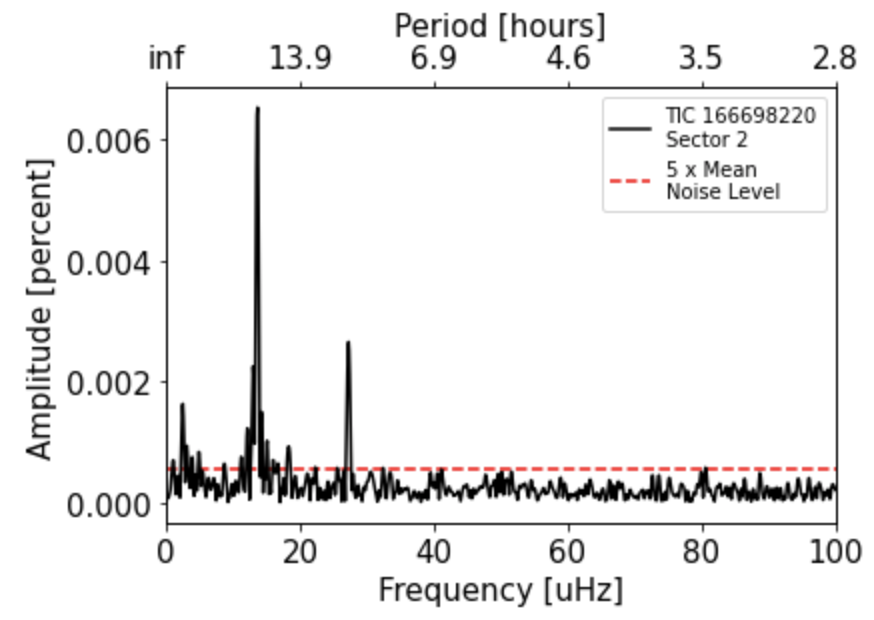 Period [hours]
inf 13.9 6.9 4.6 3.5 2.8
TIC 166698220
Sector 2
5 x Mean
Noise Level
0.006
0.004
0.002
0.000
Amplitude [percent]
0 20 40 60 80 100
Frequency [uHz]